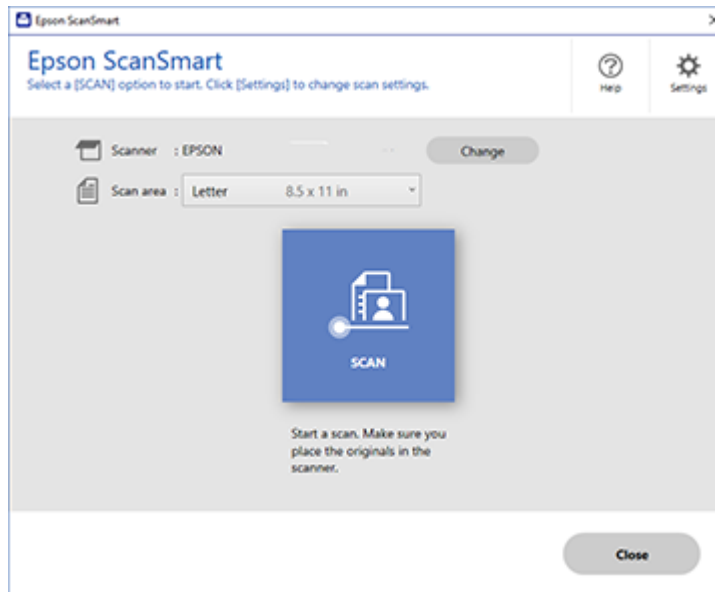 Epson ScanSmart
Epson ScanSmart
Select a [SCAN] option to start. Click [Settings] to change scan settings.
Help
Settings
Scanner : EPSON
Change
Scan area : Letter 8.5 x 11 in
SCAN
Start a scan. Make sure you
place the originals in the
scanner.
Close